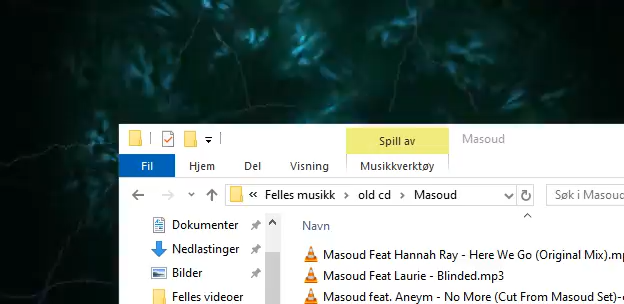 Spill av
Masoud
Fil
Hjem
Del
Visning
Musikkverktøy
« Felles musikk > old cd > Masoud
Søk i Masoud
Dokumenter
Nedlastinger
Bilder
Felles videoer
Navn
Masoud Feat Hannah Ray - Here We Go (Original Mix).mp
Masoud Feat Laurie - Blinded.mp3
Masoud feat. Aneym - No More (Cut From Masoud Set)-